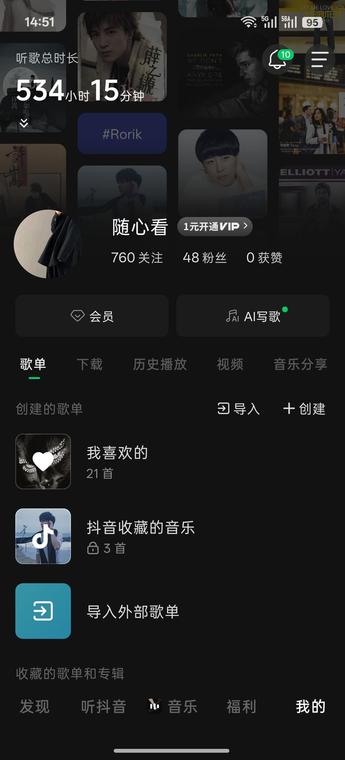 14:51
5G
5GA
95
听歌总时长
10
534小时15分钟
#Rorik
ELLIOTT YA
随心看
1元开通VIP >
760 关注 48 粉丝 0 获赞
会员
AI写歌
歌单 下载 历史播放 视频 音乐分享
创建的歌单
导入
创建
我喜欢的
21 首
抖音收藏的音乐
3 首
导入外部歌单
收藏的歌单和专辑
发现 听抖音 音乐 福利 我的